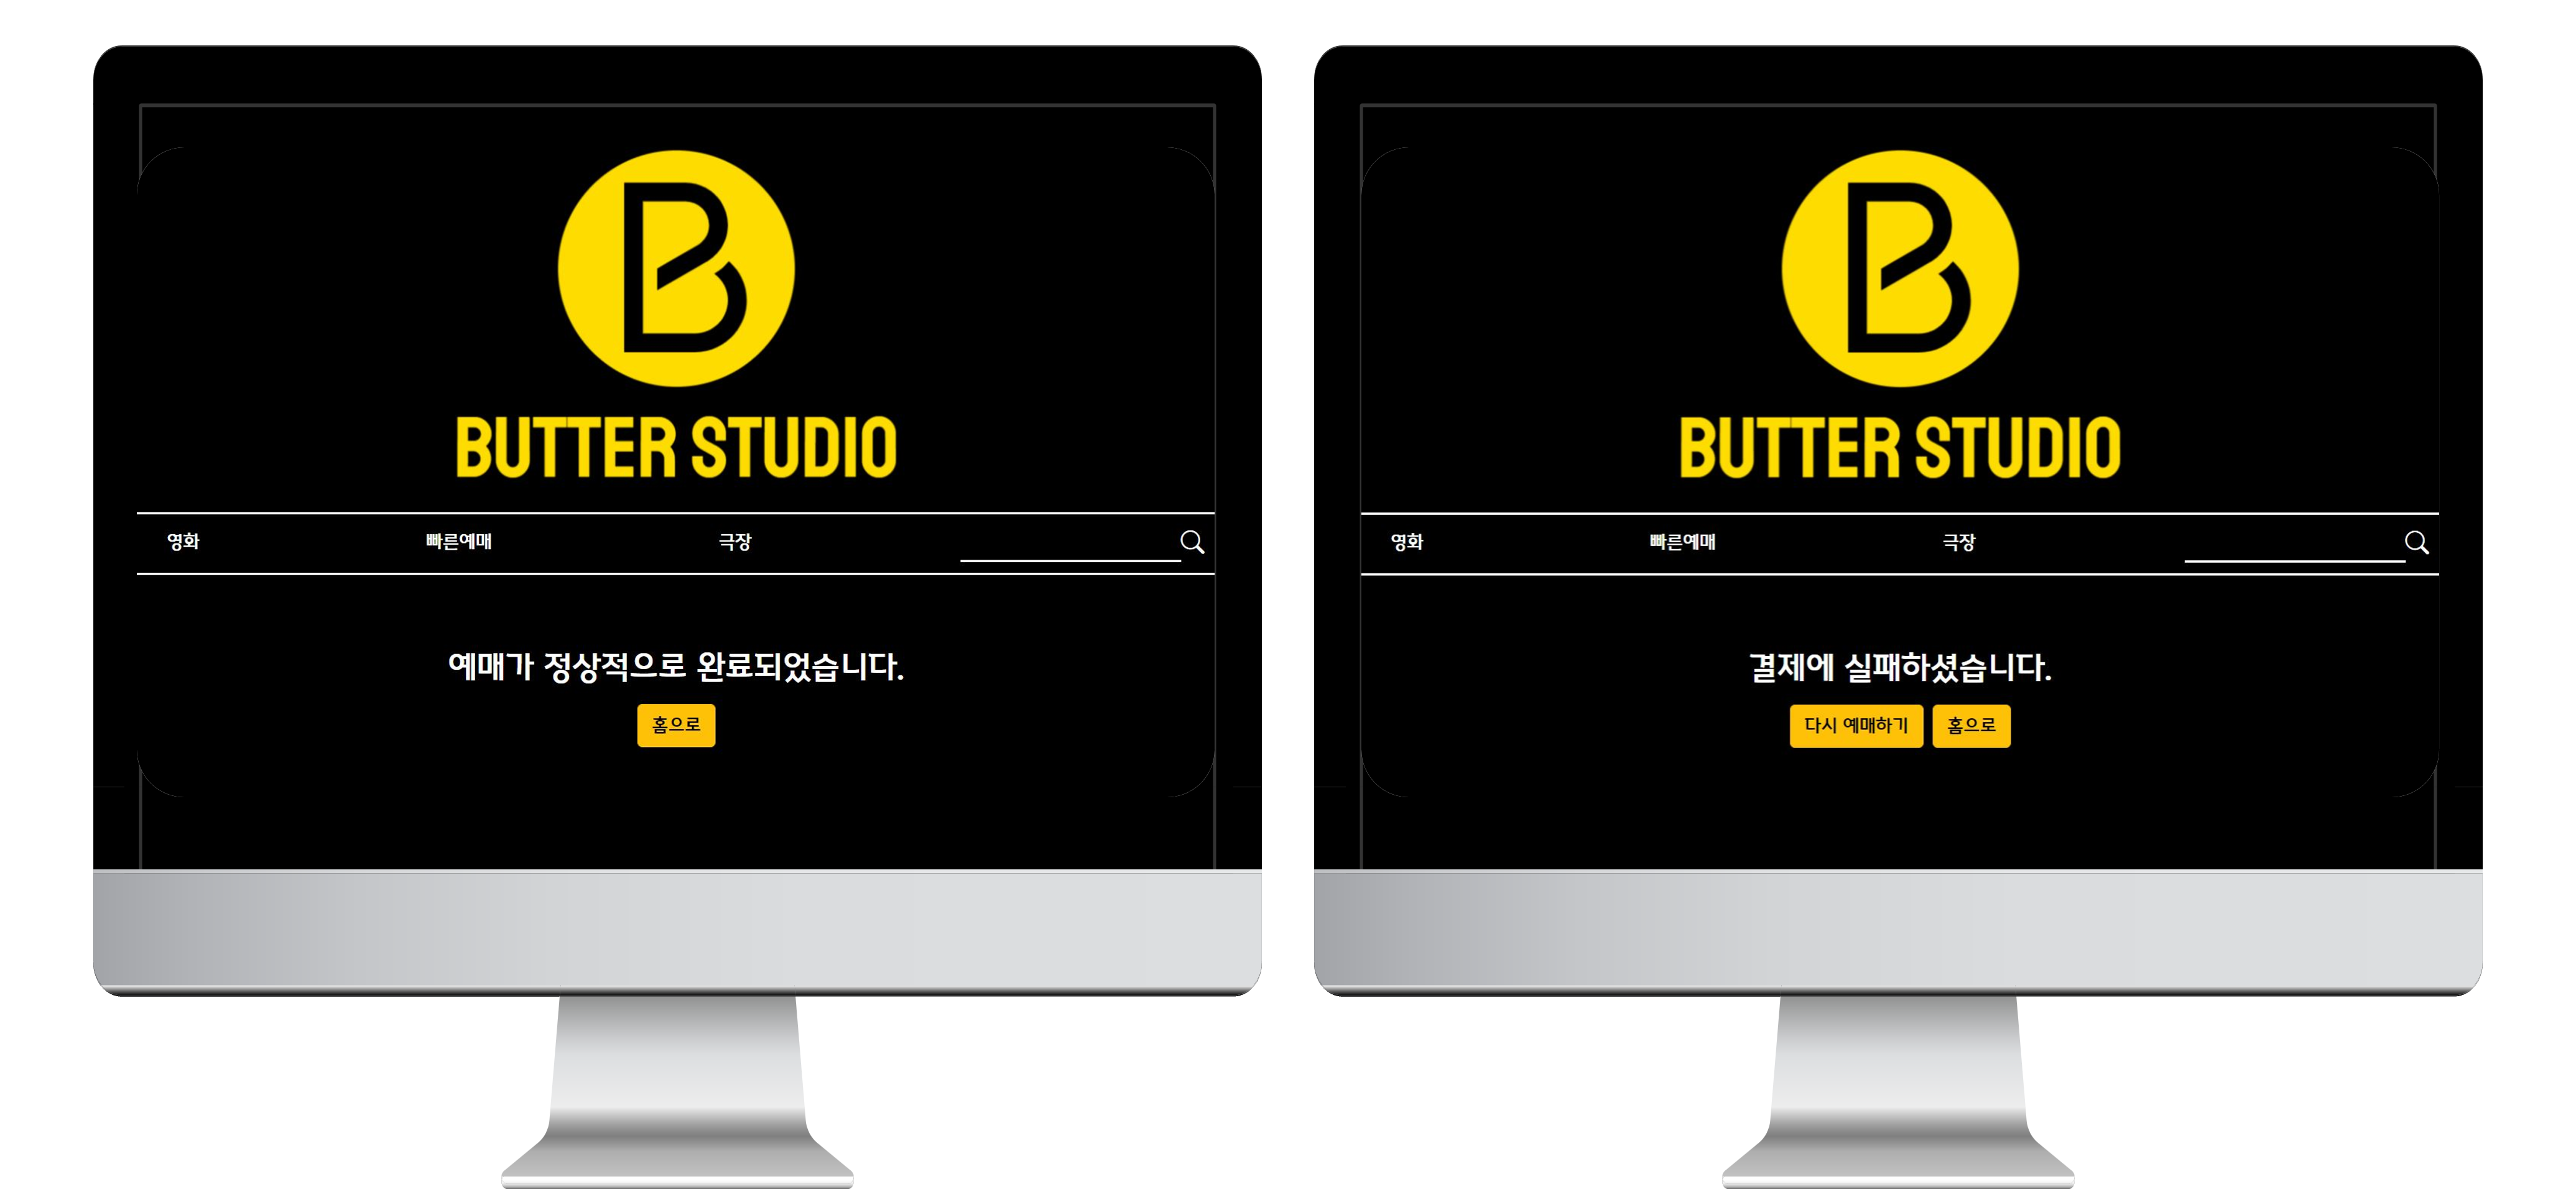 B
BUTTER STUDIO
영화 빠른예매 극장
예매가 정상적으로 완료되었습니다.
홈으로
B
BUTTER STUDIO
영화 빠른예매 극장
결제에 실패하셨습니다.
다시 예매하기 홈으로